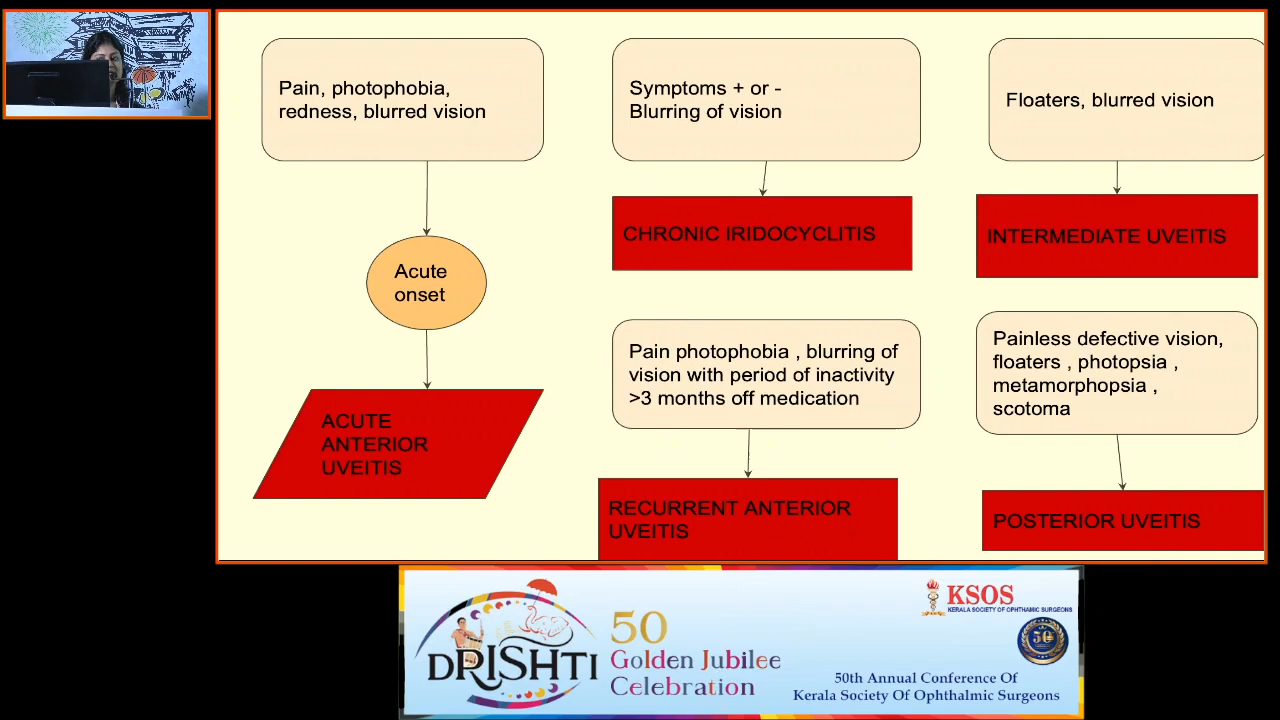 Pain, photophobia,
redness, blurred vision
Acute
onset
ACUTE
ANTERIOR
UVEITIS
Symptoms + or -
Blurring of vision
CHRONIC IRIDOCYCLITIS
Pain photophobia , blurring of
vision with period of inactivity
>3 months off medication
RECURRENT ANTERIOR
UVEITIS
Floaters, blurred vision
INTERMEDIATE UVEITIS
Painless defective vision,
floaters , photopsia ,
metamorphopsia ,
scotoma
POSTERIOR UVEITIS
DRISHTI
50
Golden Jubilee
Celebration
KSOS
KERALA SOCIETY OF OPHTHAMIC SURGEONS
50
50th Annual Conference Of
Kerala Society Of Ophthalmic Surgeons